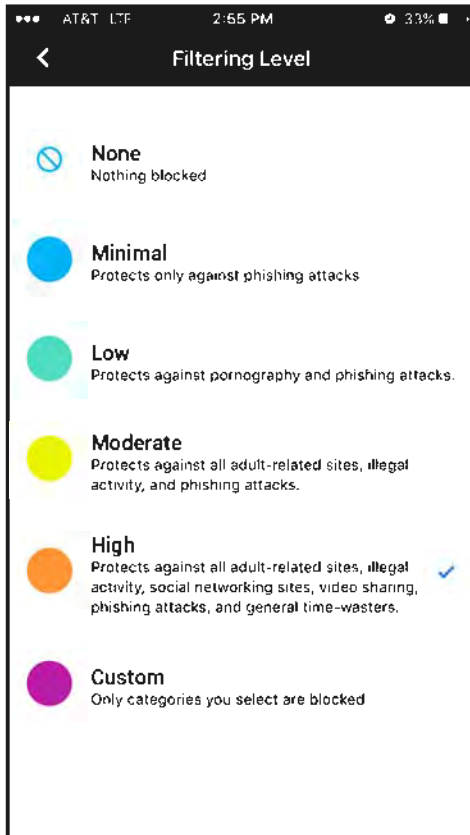 AT&T LTE 2:55 PM 33%
Filtering Level
None
Nothing blocked
Minimal
Protects only against phishing attacks
Low
Protects against pornography and phishing attacks.
Moderate
Protects against all adult-related sites, illegal
activity, and phishing attacks.
High
Protects against all adult-related sites, illegal
activity, social networking sites, video sharing,
phishing attacks, and general time-wasters.
Custom
Only categories you select are blocked